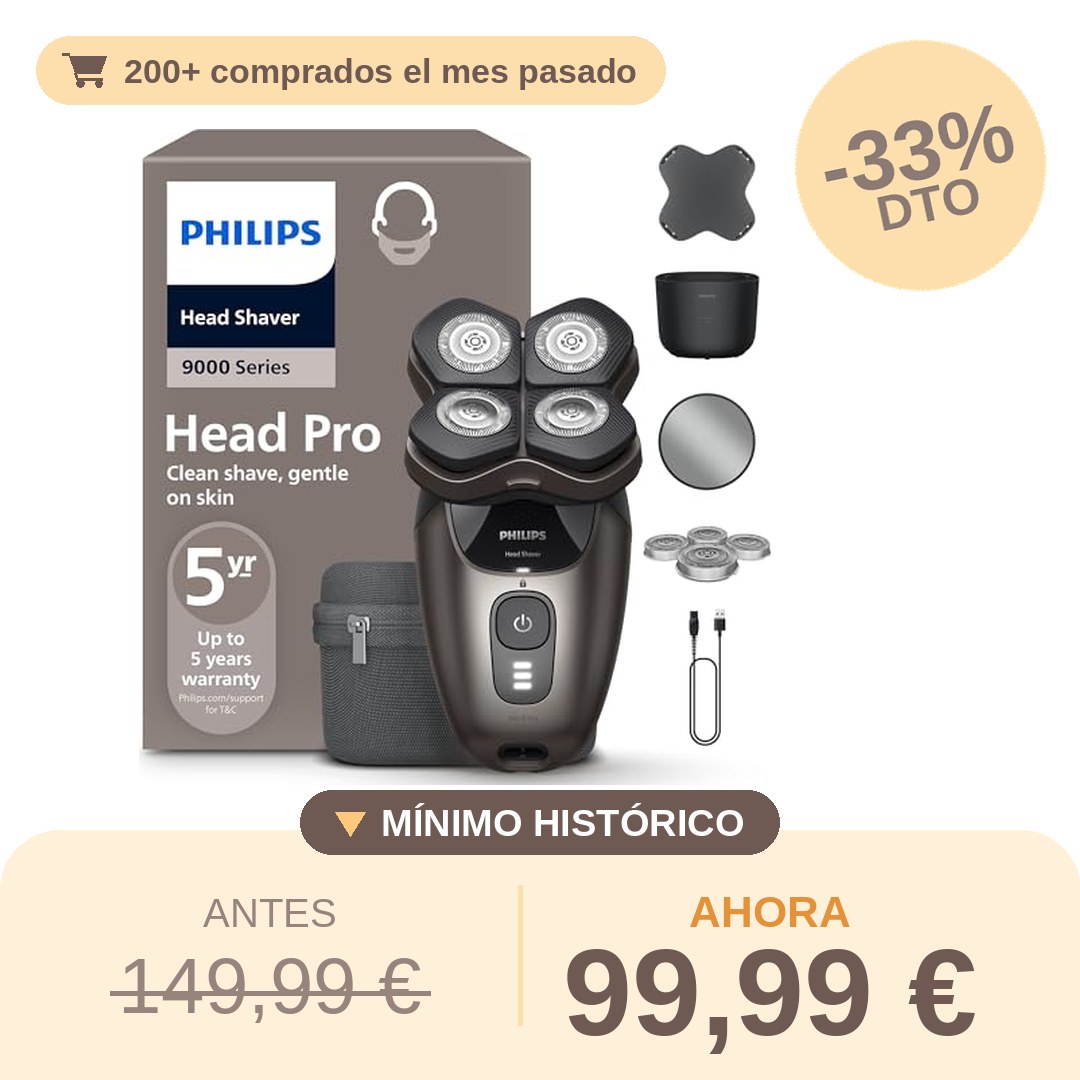 200+ comprados el mes pasado
-33%
DTO
PHILIPS
Head Shaver
9000 Series
Head Pro
Clean shave, gentle
on skin
5yr
Up to
5 years
warranty
Philips.com/support
for T&C
PHILIPS
Head Shaver
MÍNIMO HISTÓRICO
ANTES
149,99 €
AHORA
99,99 €